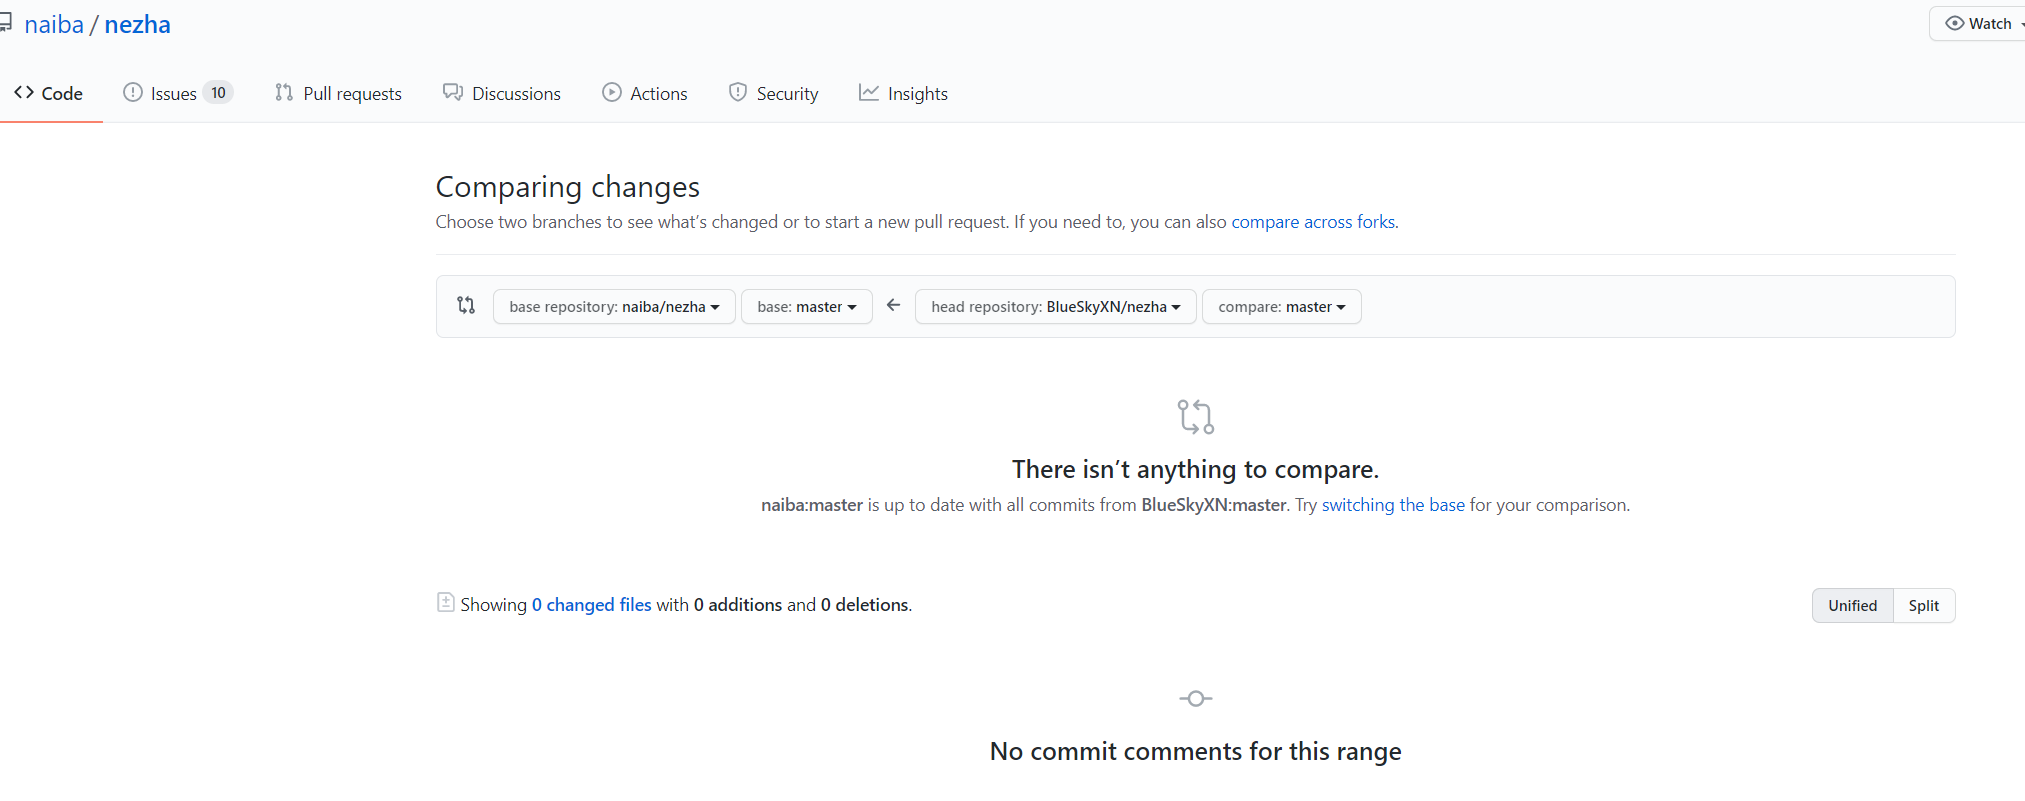 naiba / nezha
Watch
Code Issues 10 Pull requests Discussions Actions Security Insights
Comparing changes
Choose two branches to see what's changed or to start a new pull request. If you need to, you can also compare across forks.
base repository: naiba/nezha base: master head repository: BlueSkyXN/nezha compare: master
There isn't anything to compare.
naiba:master is up to date with all commits from BlueSkyXN:master. Try switching the base for your comparison.
Showing 0 changed files with 0 additions and 0 deletions.
Unified Split
No commit comments for this range